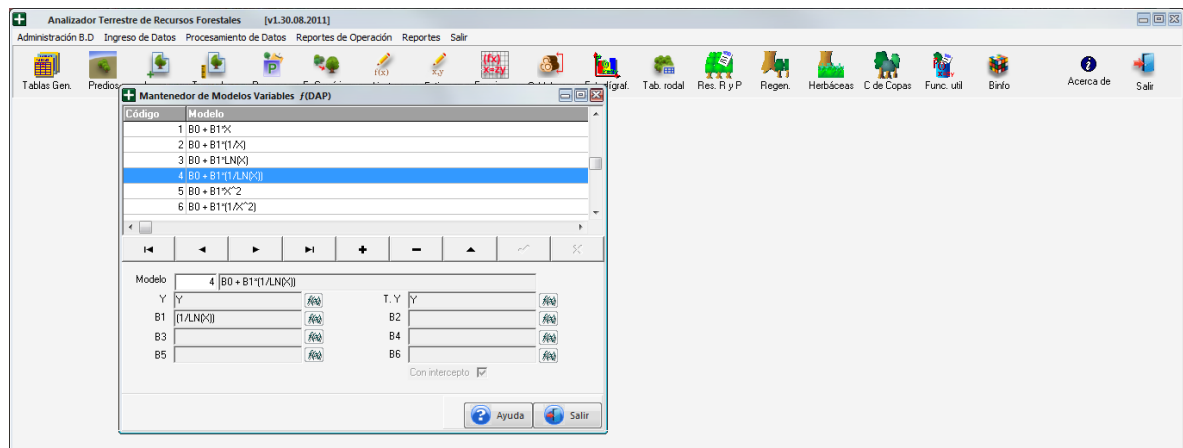 Analizador Terrestre de Recursos Forestales [v1.30.08.2011]
Administración B.D Ingreso de Datos Procesamiento de Datos Reportes de Operación Reportes Salir
f(x) x,y f(x) x=zy
Tablas Gen. Predios Tab. rodal Res. R y P Regen. Herbáceas C de Copas Func. util Binfo Acerca de Salir
Mantenedor de Modelos Variables f(DAP)
Código Modelo
1 B0 + B1*X
2 B0 + B1*(1/X)
3 B0 + B1*LN(X)
4 B0 + B1*(1/LN(X))
5 B0 + B1*X^2
6 B0 + B1*(1/X^2)
Modelo 4 B0 + B1*(1/LN(X))
Y Y f(x) T. Y Y f(x)
B1 (1/LN(X)) f(x) B2 f(x)
B3 f(x) B4 f(x)
B5 f(x) B6 f(x)
Con intercepto
Ayuda Salir